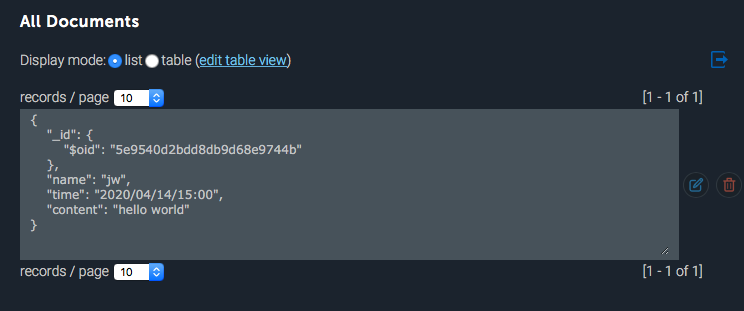 All Documents
Display mode: list table (edit table view)
records / page 10 [1 - 1 of 1]
{
"_id": {
"$oid": "5e9540d2bdd8db9d68e9744b"
},
"name": "jw",
"time": "2020/04/14/15:00",
"content": "hello world"
}
records / page 10 [1 - 1 of 1]